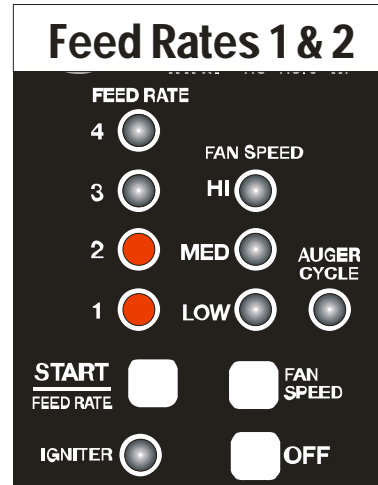 Feed Rates 1 & 2
FEED RATE
4
FAN SPEED
3 HI
2 MED AUGER
CYCLE
1 LOW
START FAN
SPEED
FEED RATE
IGNITER OFF